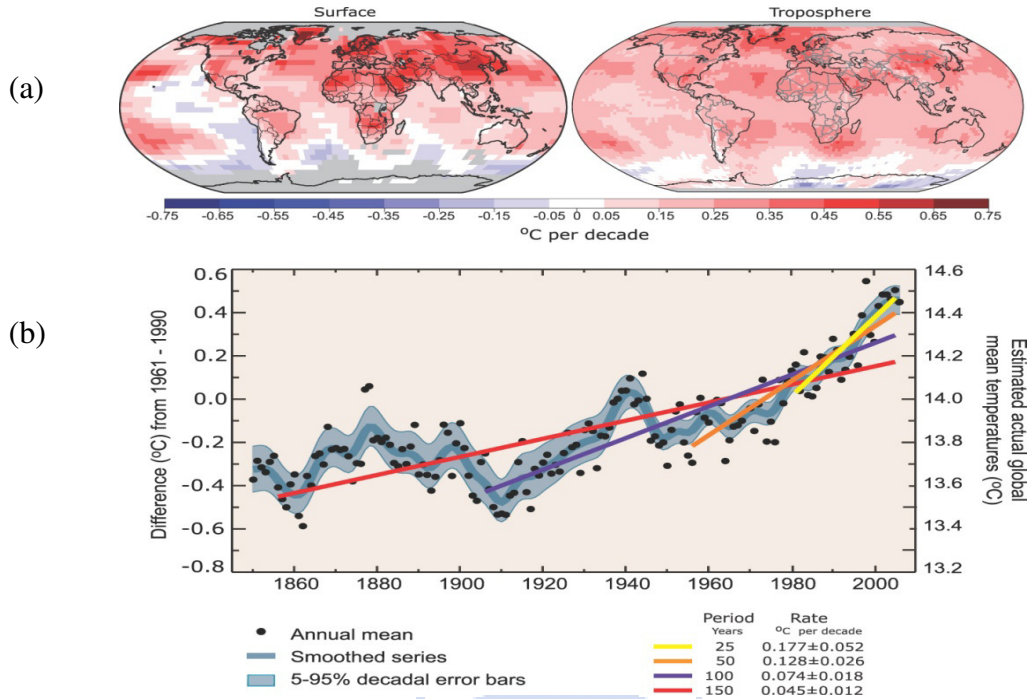 Surface Troposphere
(a)
-0.75 -0.65 -0.55 -0.45 -0.35 -0.25 -0.15 -0.05 0 0.05 0.15 0.25 0.35 0.45 0.55 0.65 0.75
ºC per decade
(b)
Difference (ºC) from 1961 - 1990
0.6
0.4
0.2
0.0
-0.2
-0.4
-0.6
-0.8
14.6
14.4
14.2
14.0
13.8
13.6
13.4
13.2
Estimated actual global
mean temperatures (ºC)
1860 1880 1900 1920 1940 1960 1980 2000
Annual mean
Smoothed series
5-95% decadal error bars
Period Rate
Years ºC per decade
25 0.177±0.052
50 0.128±0.026
100 0.074±0.018
150 0.045±0.012